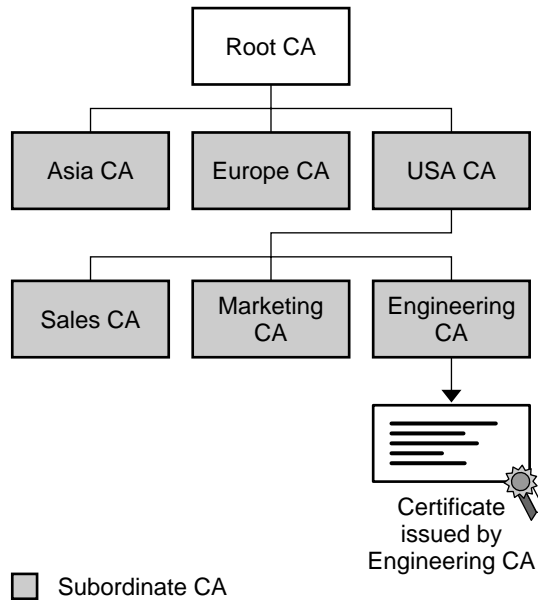 Root CA
Asia CA
Europe CA
USA CA
Sales CA
Marketing
CA
Engineering
CA
Certificate
issued by
Engineering CA
Subordinate CA